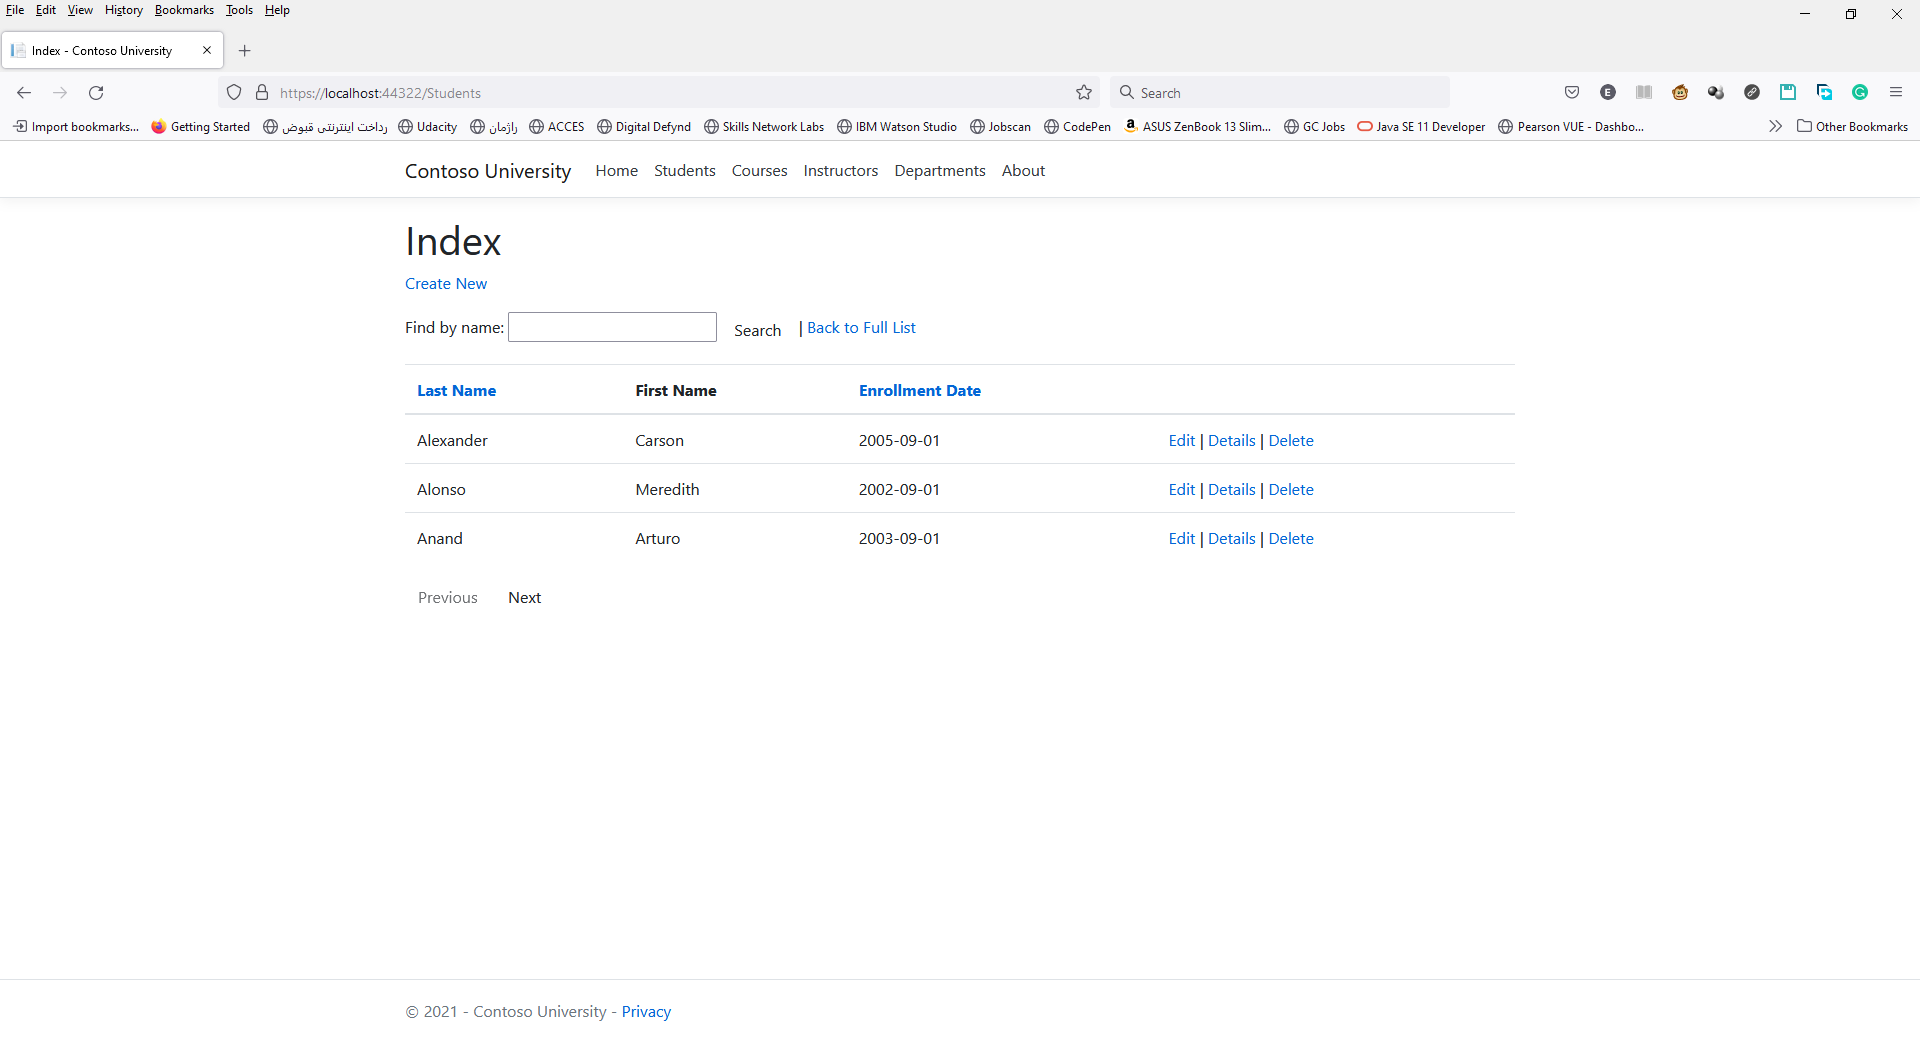 File Edit View History Bookmarks Tools Help
Index - Contoso University
https://localhost:44322/Students
Search
E
Import bookmarks... Getting Started رداخت اینترنتی قبوض Udacity رازمان ACCES Digital Defynd Skills Network Labs IBM Watson Studio Jobscan CodePen ASUS ZenBook 13 Slim... GC Jobs Java SE 11 Developer Pearson VUE - Dashbo... Other Bookmarks
Contoso University Home Students Courses Instructors Departments About
Index
Create New
Find by name: Search | Back to Full List
Last Name First Name Enrollment Date
Alexander Carson 2005-09-01 Edit | Details | Delete
Alonso Meredith 2002-09-01 Edit | Details | Delete
Anand Arturo 2003-09-01 Edit | Details | Delete
Previous Next
© 2021 - Contoso University - Privacy